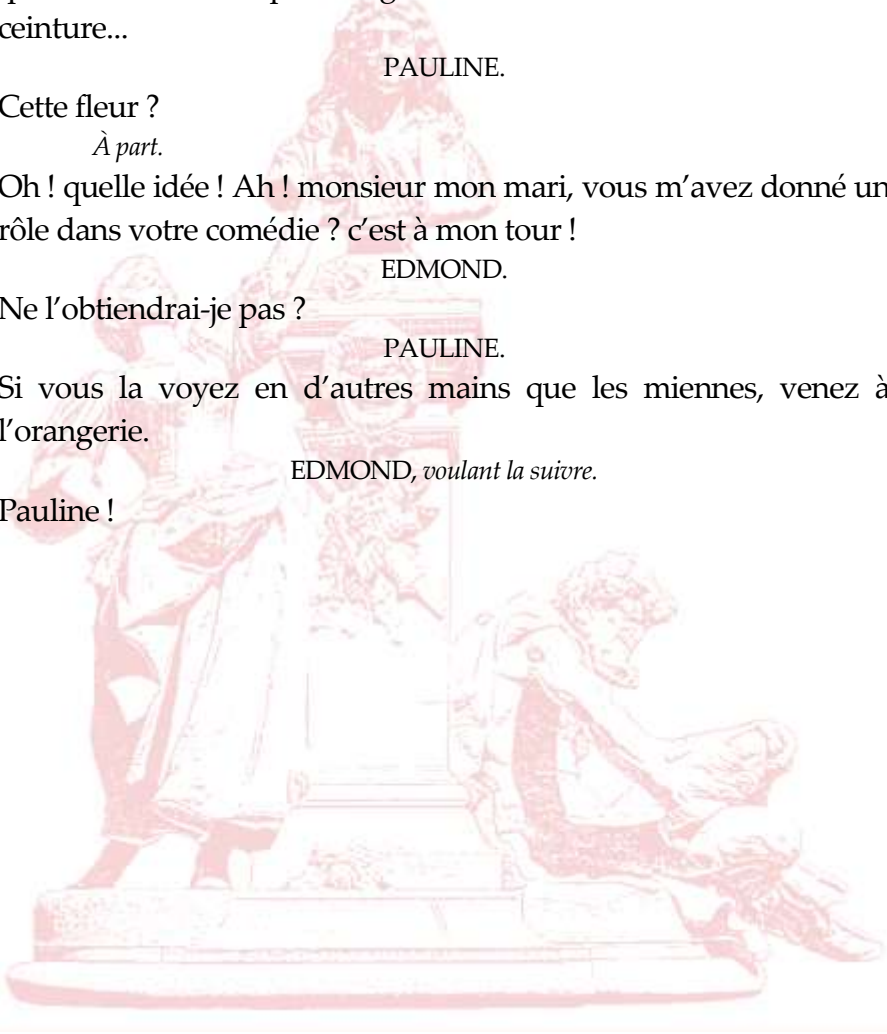 ceinture...
PAULINE.
Cette fleur ?
À part.
Oh ! quelle idée ! Ah ! monsieur mon mari, vous m’avez donné un
rôle dans votre comédie ? c’est à mon tour !
EDMOND.
Ne l’obtiendrai-je pas ?
PAULINE.
Si vous la voyez en d’autres mains que les miennes, venez à
l’orangerie.
EDMOND, voulant la suivre.
Pauline !